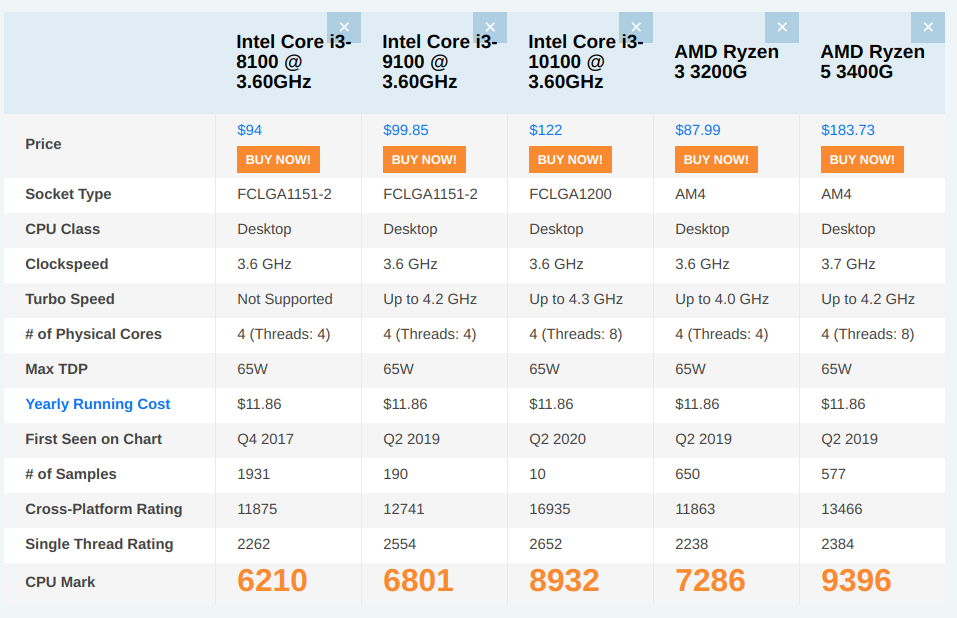 Intel Core i3-8100 @ 3.60GHz Intel Core i3-9100 @ 3.60GHz Intel Core i3-10100 @ 3.60GHz AMD Ryzen 3 3200G AMD Ryzen 5 3400G
Price $94 $99.85 $122 $87.99 $183.73
BUY NOW! BUY NOW! BUY NOW! BUY NOW! BUY NOW!
Socket Type FCLGA1151-2 FCLGA1151-2 FCLGA1200 AM4 AM4
CPU Class Desktop Desktop Desktop Desktop Desktop
Clockspeed 3.6 GHz 3.6 GHz 3.6 GHz 3.6 GHz 3.7 GHz
Turbo Speed Not Supported Up to 4.2 GHz Up to 4.3 GHz Up to 4.0 GHz Up to 4.2 GHz
# of Physical Cores 4 (Threads: 4) 4 (Threads: 4) 4 (Threads: 8) 4 (Threads: 4) 4 (Threads: 8)
Max TDP 65W 65W 65W 65W 65W
Yearly Running Cost $11.86 $11.86 $11.86 $11.86 $11.86
First Seen on Chart Q4 2017 Q2 2019 Q2 2020 Q2 2019 Q2 2019
# of Samples 1931 190 10 650 577
Cross-Platform Rating 11875 12741 16935 11863 13466
Single Thread Rating 2262 2554 2652 2238 2384
CPU Mark 6210 6801 8932 7286 9396